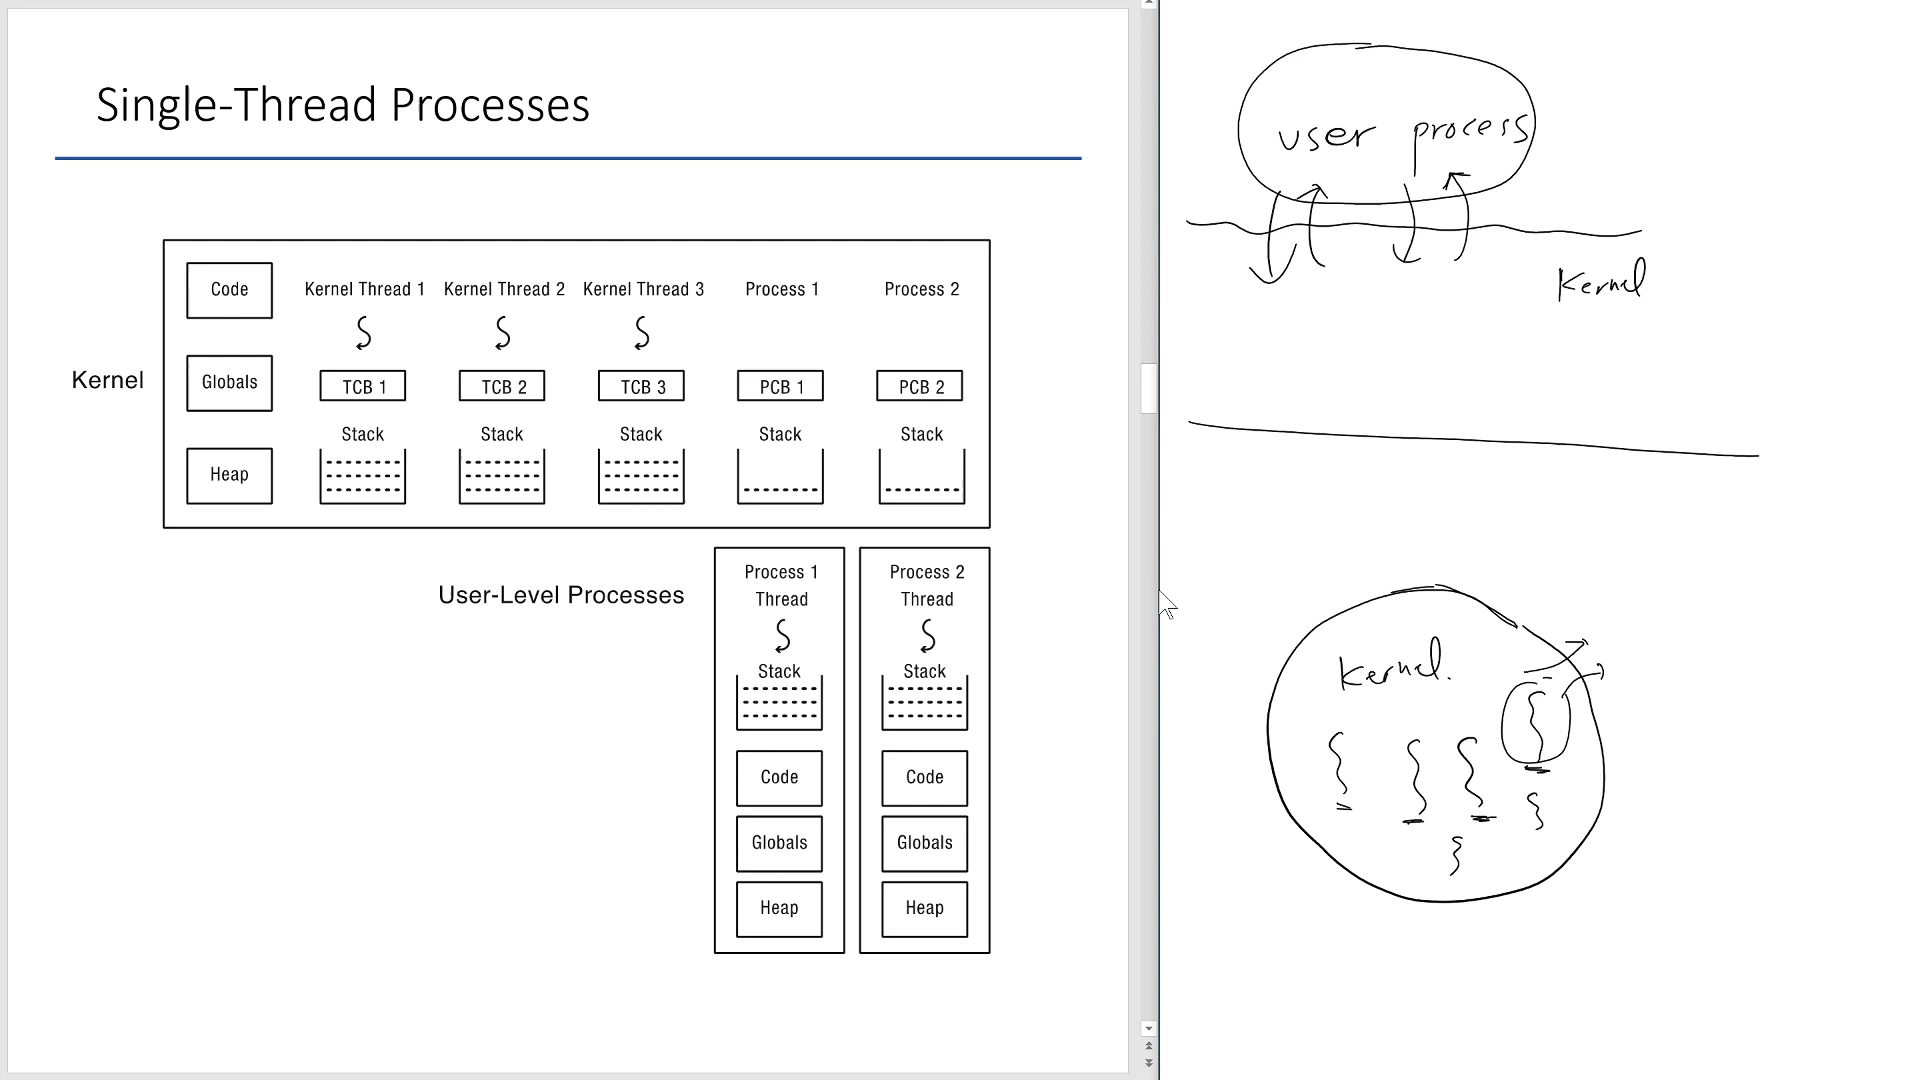 Single-Thread Processes
Code
Kernel Thread 1
Kernel Thread 2
Kernel Thread 3
Process 1
Process 2
Kernel
Globals
TCB 1
TCB 2
TCB 3
PCB 1
PCB 2
Stack
Stack
Stack
Stack
Stack
Heap
User-Level Processes
Process 1
Thread
Stack
Code
Globals
Heap
Process 2
Thread
Stack
Code
Globals
Heap
user process
Kernel
Kernel.